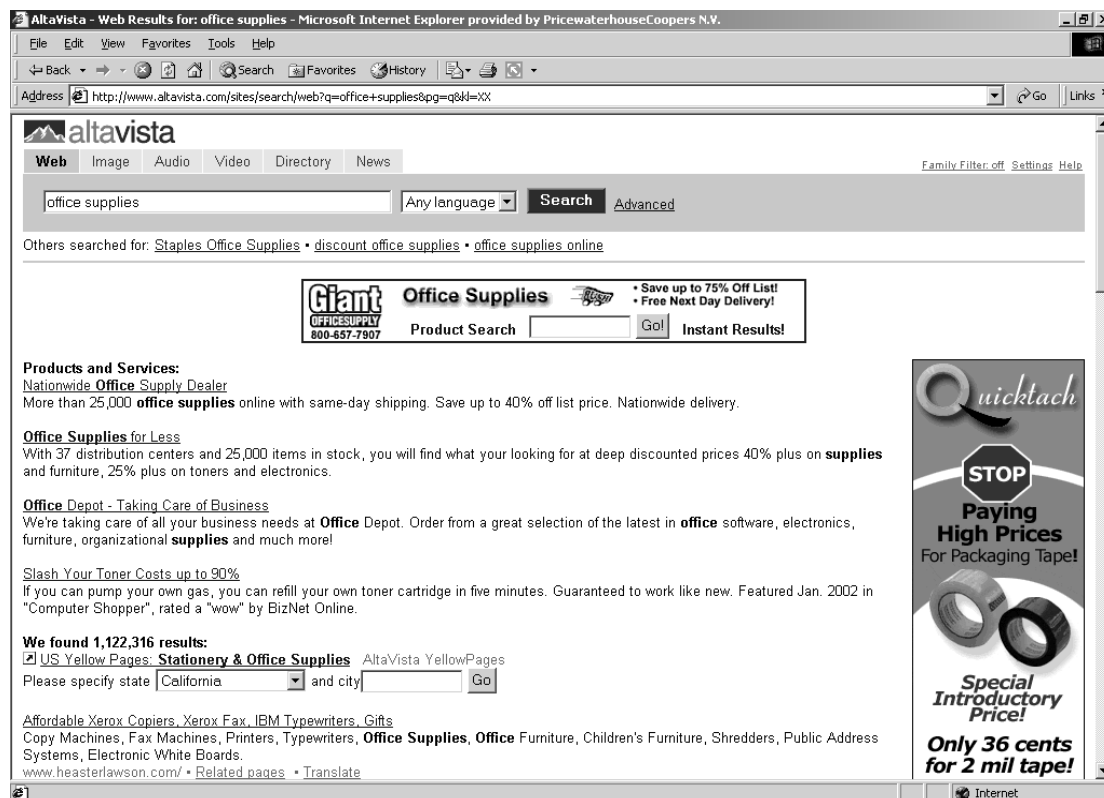 AltaVista - Web Results for: office supplies - Microsoft Internet Explorer provided by PricewaterhouseCoopers N.V.
File Edit View Favorites Tools Help
Back Search Favorites History
Address http://www.altavista.com/sites/search/web?q=office+supplies&pg=q&kl=XX Go Links
altavista
Web Image Audio Video Directory News
Family Filter: off Settings Help
office supplies Any language Search Advanced
Others searched for: Staples Office Supplies • discount office supplies • office supplies online
Giant
OFFICESUPPLY
800-657-7907
Office Supplies RUSH
• Save up to 75% Off List!
• Free Next Day Delivery!
Product Search Go! Instant Results!
Products and Services:
Nationwide Office Supply Dealer
More than 25,000 office supplies online with same-day shipping. Save up to 40% off list price. Nationwide delivery.
Office Supplies for Less
With 37 distribution centers and 25,000 items in stock, you will find what your looking for at deep discounted prices 40% plus on supplies
and furniture, 25% plus on toners and electronics.
Office Depot - Taking Care of Business
We're taking care of all your business needs at Office Depot. Order from a great selection of the latest in office software, electronics,
furniture, organizational supplies and much more!
Slash Your Toner Costs up to 90%
If you can pump your own gas, you can refill your own toner cartridge in five minutes. Guaranteed to work like new. Featured Jan. 2002 in
"Computer Shopper", rated a "wow" by BizNet Online.
We found 1,122,316 results:
US Yellow Pages: Stationery & Office Supplies AltaVista YellowPages
Please specify state California and city Go
Affordable Xerox Copiers, Xerox Fax, IBM Typewriters, Gifts
Copy Machines, Fax Machines, Printers, Typewriters, Office Supplies, Office Furniture, Children's Furniture, Shredders, Public Address
Systems, Electronic White Boards.
www.heasterlawson.com/ • Related pages • Translate
Quicktach
STOP
Paying
High Prices
For Packaging Tape!
Special
Introductory
Price!
Only 36 cents
for 2 mil tape!
Internet